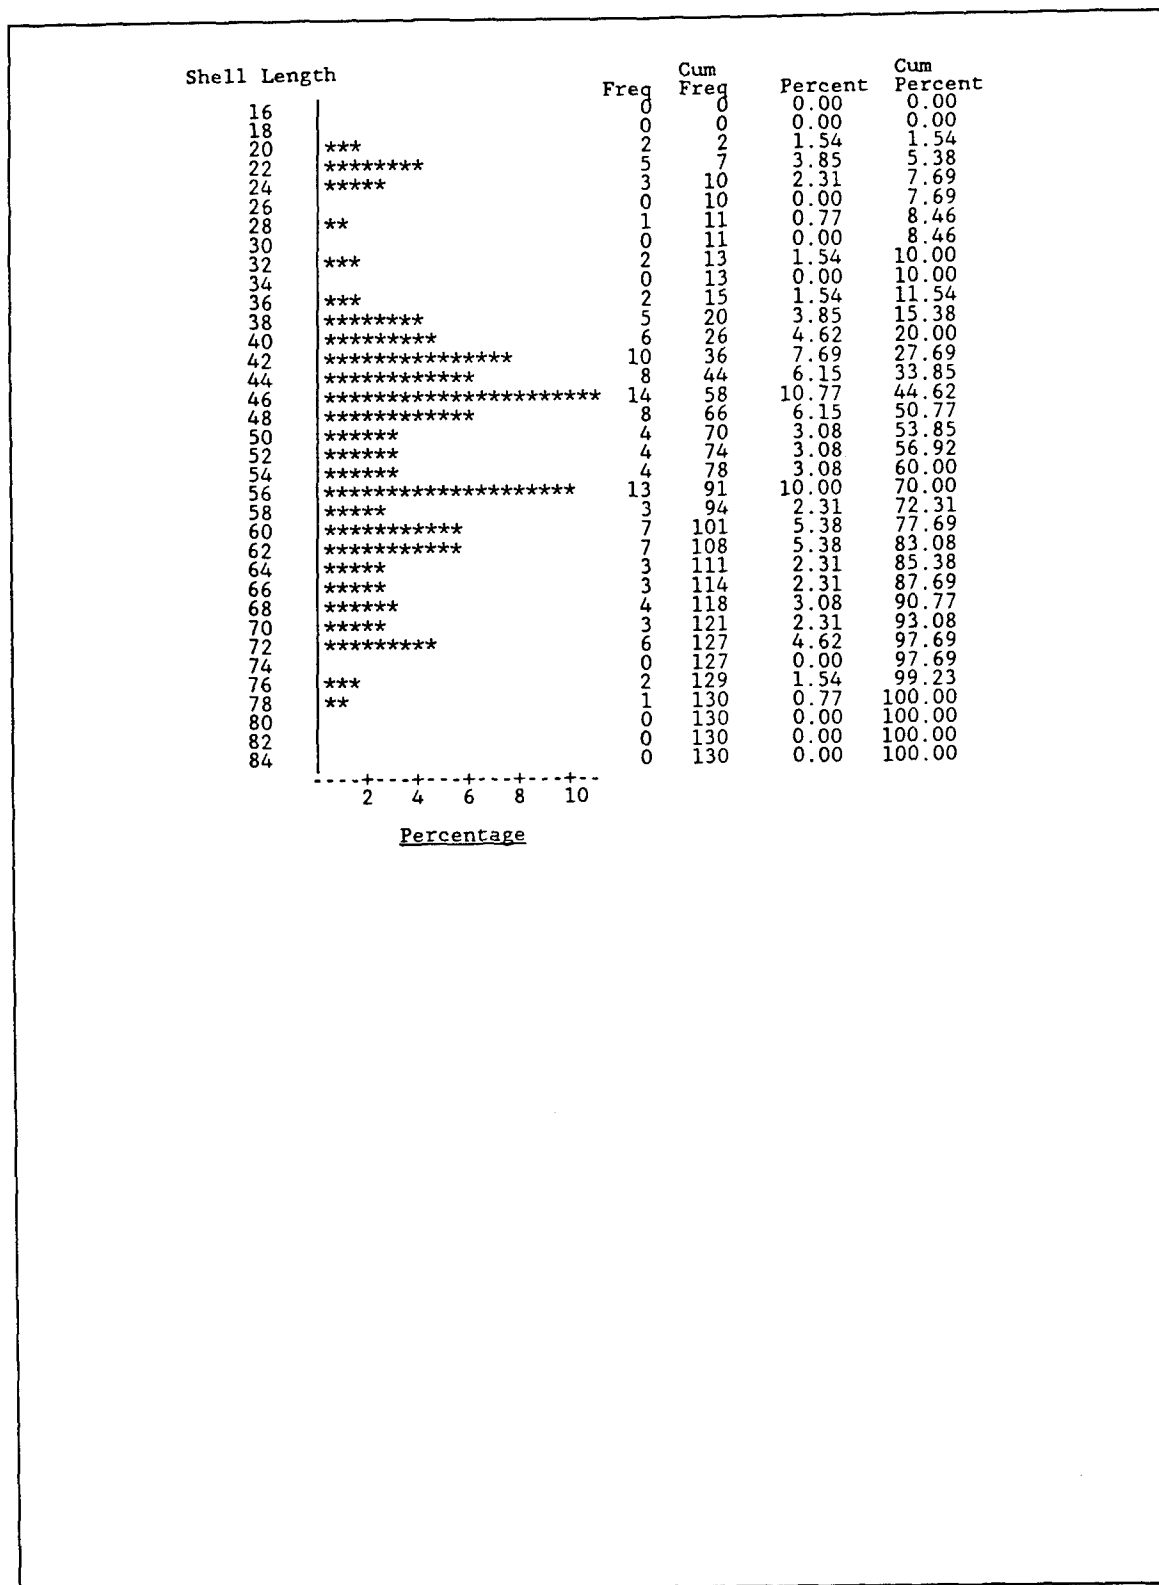 Shell Length Freq Cum Freq Percent Cum Percent
16 0 0 0.00 0.00
18 0 0 0.00 0.00
20 *** 2 2 1.54 1.54
22 ******** 5 7 3.85 5.38
24 ***** 3 10 2.31 7.69
26 0 10 0.00 7.69
28 ** 1 11 0.77 8.46
30 0 11 0.00 8.46
32 *** 2 13 1.54 10.00
34 0 13 0.00 10.00
36 *** 2 15 1.54 11.54
38 ******** 5 20 3.85 15.38
40 ********* 6 26 4.62 20.00
42 *************** 10 36 7.69 27.69
44 ************ 8 44 6.15 33.85
46 ********************** 14 58 10.77 44.62
48 ************ 8 66 6.15 50.77
50 ****** 4 70 3.08 53.85
52 ****** 4 74 3.08 56.92
54 ****** 4 78 3.08 60.00
56 ******************** 13 91 10.00 70.00
58 ***** 3 94 2.31 72.31
60 *********** 7 101 5.38 77.69
62 *********** 7 108 5.38 83.08
64 ***** 3 111 2.31 85.38
66 ***** 3 114 2.31 87.69
68 ****** 4 118 3.08 90.77
70 ***** 3 121 2.31 93.08
72 ********* 6 127 4.62 97.69
74 0 127 0.00 97.69
76 *** 2 129 1.54 99.23
78 ** 1 130 0.77 100.00
80 0 130 0.00 100.00
82 0 130 0.00 100.00
84 0 130 0.00 100.00
----+---+---+---+---+--
2 4 6 8 10
Percentage